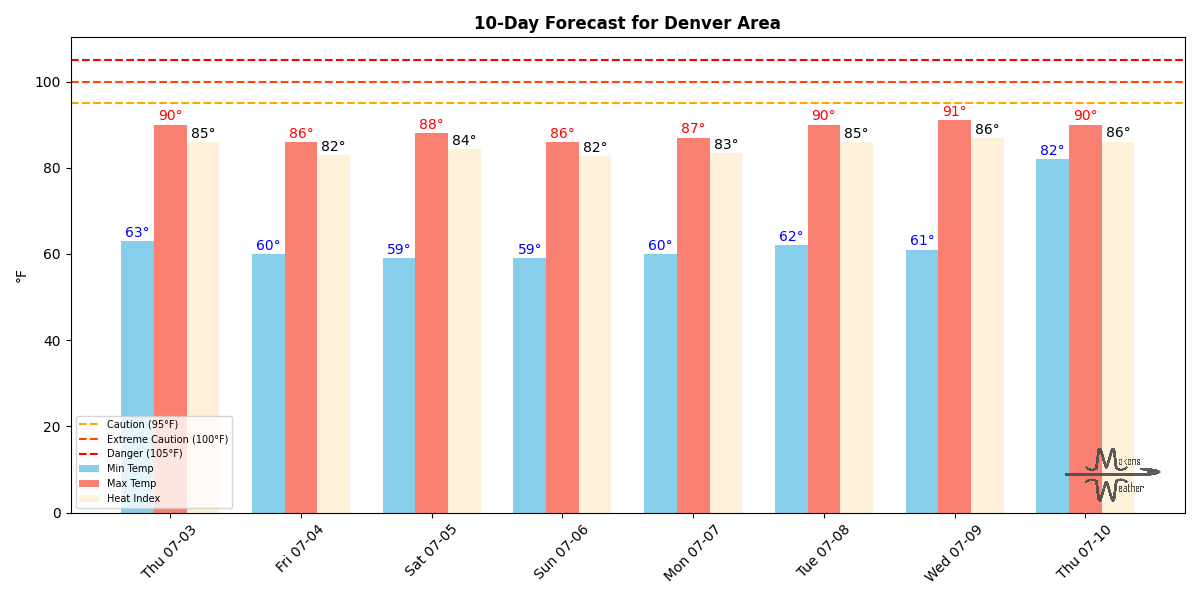 10-Day Forecast for Denver Area
°F
100
80
60
40
20
0
63° 90° 85°
60° 86° 82°
59° 88° 84°
59° 86° 82°
60° 87° 83°
62° 90° 85°
61° 91° 86°
82° 90° 86°
Caution (95°F)
Extreme Caution (100°F)
Danger (105°F)
Min Temp
Max Temp
Heat Index
Thu 07-03
Fri 07-04
Sat 07-05
Sun 07-06
Mon 07-07
Tue 07-08
Wed 07-09
Thu 07-10